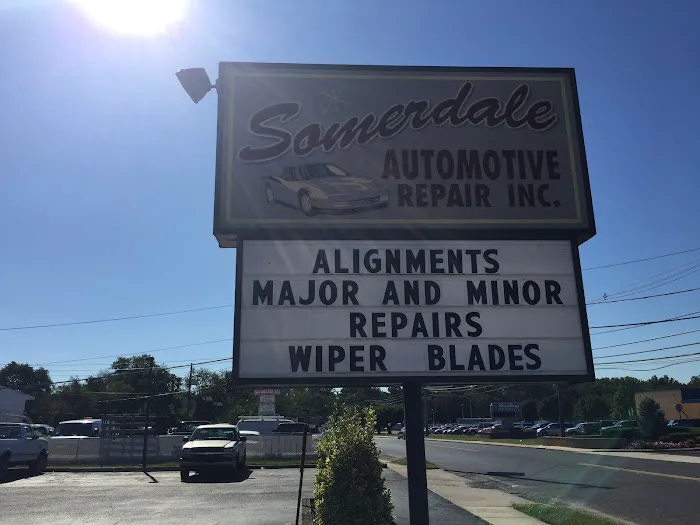 Somerdale
AUTOMOTIVE
REPAIR INC.
ALIGNMENTS
MAJOR AND MINOR
REPAIRS
WIPER BLADES